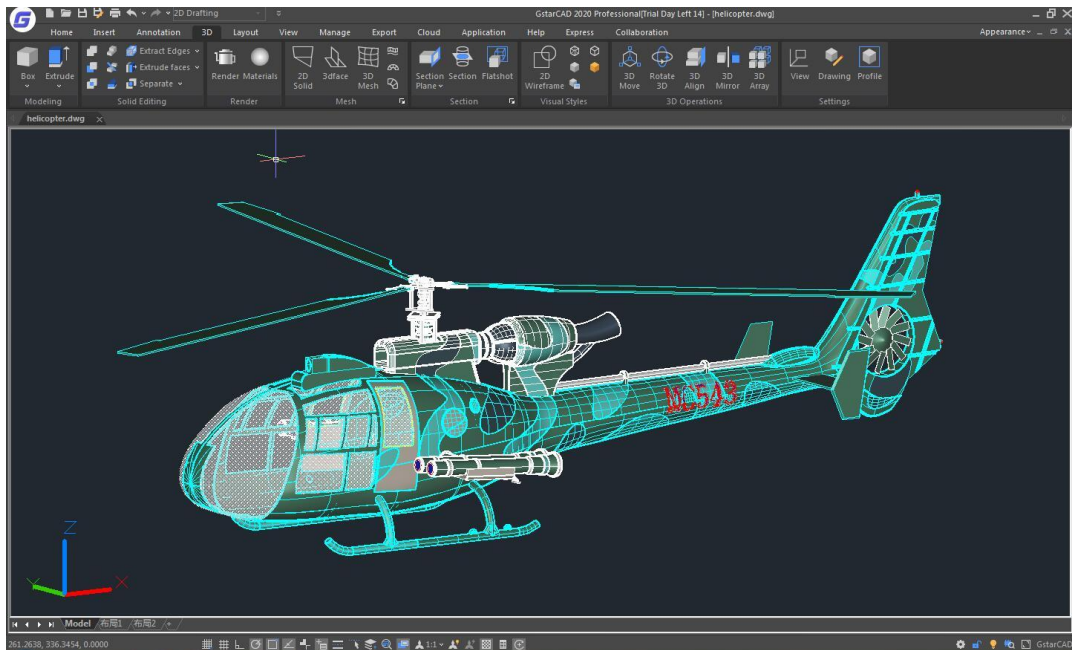 2D Drafting
GstarCAD 2020 Professional[Trial Day Left 14] - [helicopter.dwg]
Home Insert Annotation 3D Layout View Manage Export Cloud Application Help Express Collaboration Appearance
Box Extrude Extract Edges Extrude faces Separate Render Materials 2D Solid 3dface 3D Mesh Section Plane Section Flatshot 2D Wireframe 3D Move Rotate 3D 3D Align 3D Mirror 3D Array View Drawing Profile
Modeling Solid Editing Render Mesh Section Visual Styles 3D Operations Settings
helicopter.dwg
Z
Y
X
Model 布局1 布局2 +
261.2638, 336.3454, 0.0000 1:1 GstarCAD